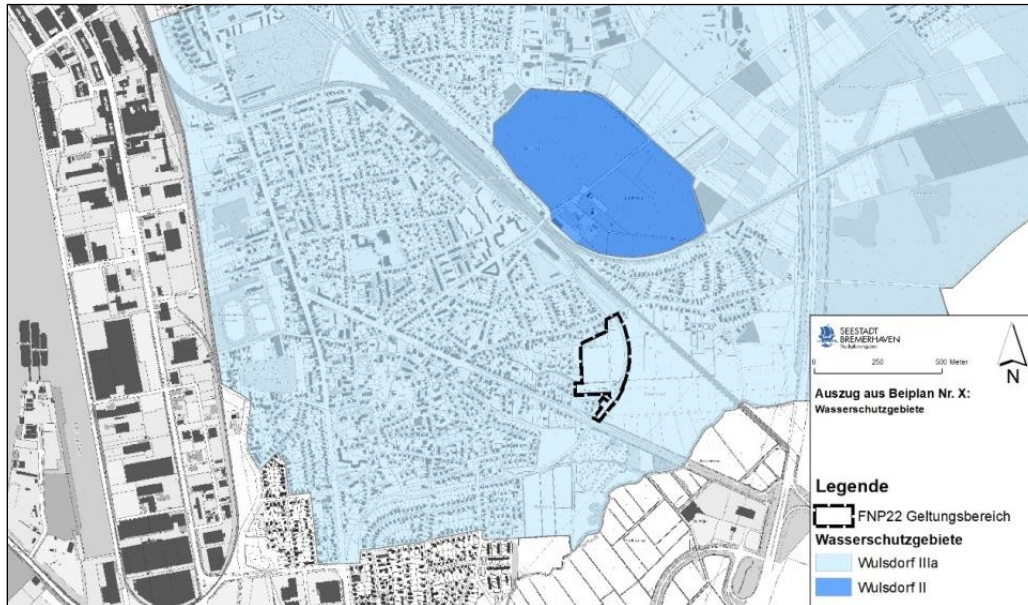 SEESTADT
BREMERHAVEN
Stadtplanungsamt
0 250 500 Meter
N
Auszug aus Beiplan Nr. X:
Wasserschutzgebiete
Legende
FNP22 Geltungsbereich
Wasserschutzgebiete
Wulsdorf IIIa
Wulsdorf II